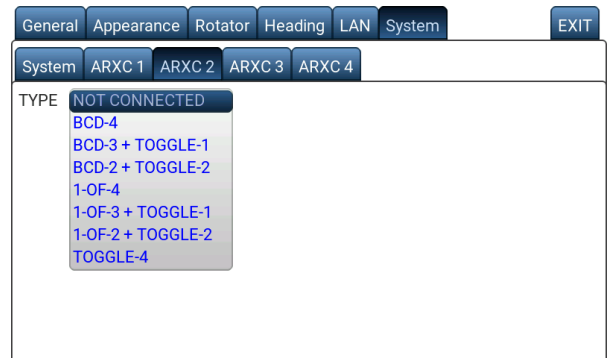 General Appearance Rotator Heading LAN System EXIT
System ARXC 1 ARXC 2 ARXC 3 ARXC 4
TYPE NOT CONNECTED
BCD-4
BCD-3 + TOGGLE-1
BCD-2 + TOGGLE-2
1-OF-4
1-OF-3 + TOGGLE-1
1-OF-2 + TOGGLE-2
TOGGLE-4